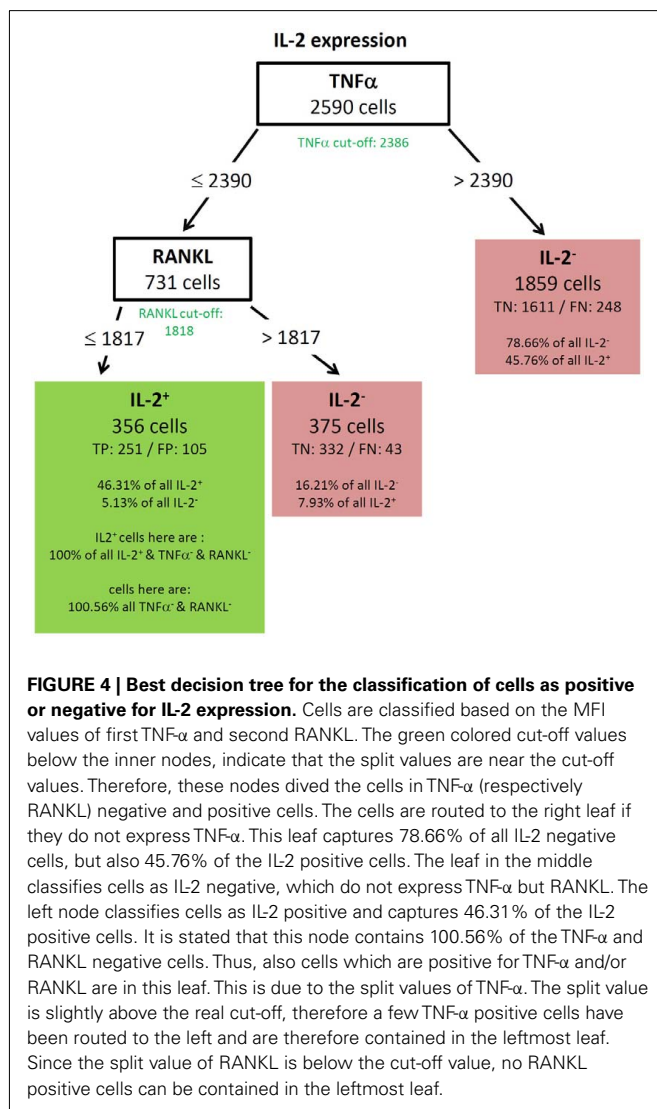 IL-2 expression
TNFα
2590 cells
TNFα cut-off: 2386
≤ 2390
> 2390
RANKL
731 cells
RANKL cut-off:
1818
≤ 1817
> 1817
IL-2⁻
1859 cells
TN: 1611 / FN: 248
78.66% of all IL-2⁻
45.76% of all IL-2⁺
IL-2⁺
356 cells
TP: 251 / FP: 105
46.31% of all IL-2⁺
5.13% of all IL-2⁻
IL2⁺ cells here are :
100% of all IL-2⁺ & TNFα⁻ & RANKL⁻
cells here are:
100.56% all TNFα⁻ & RANKL⁻
IL-2⁻
375 cells
TN: 332 / FN: 43
16.21% of all IL-2⁻
7.93% of all IL-2⁺
FIGURE 4 | Best decision tree for the classification of cells as positive
or negative for IL-2 expression. Cells are classified based on the MFI
values of first TNF-α and second RANKL. The green colored cut-off values
below the inner nodes, indicate that the split values are near the cut-off
values. Therefore, these nodes dived the cells in TNF-α (respectively
RANKL) negative and positive cells. The cells are routed to the right leaf if
they do not express TNF-α. This leaf captures 78.66% of all IL-2 negative
cells, but also 45.76% of the IL-2 positive cells. The leaf in the middle
classifies cells as IL-2 negative, which do not express TNF-α but RANKL. The
left node classifies cells as IL-2 positive and captures 46.31% of the IL-2
positive cells. It is stated that this node contains 100.56% of the TNF-α and
RANKL negative cells. Thus, also cells which are positive for TNF-α and/or
RANKL are in this leaf. This is due to the split values of TNF-α. The split value
is slightly above the real cut-off, therefore a few TNF-α positive cells have
been routed to the left and are therefore contained in the leftmost leaf.
Since the split value of RANKL is below the cut-off value, no RANKL
positive cells can be contained in the leftmost leaf.